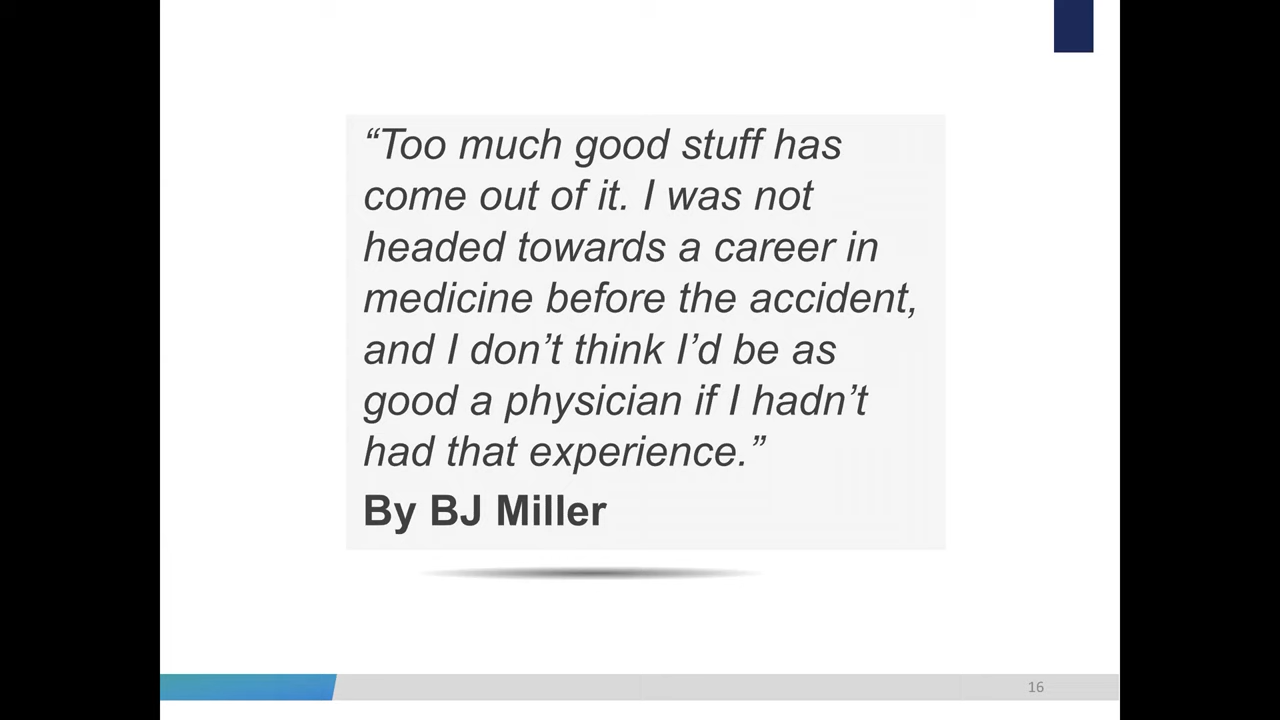 “Too much good stuff has
come out of it. I was not
headed towards a career in
medicine before the accident,
and I don’t think I’d be as
good a physician if I hadn’t
had that experience.”
By BJ Miller
16